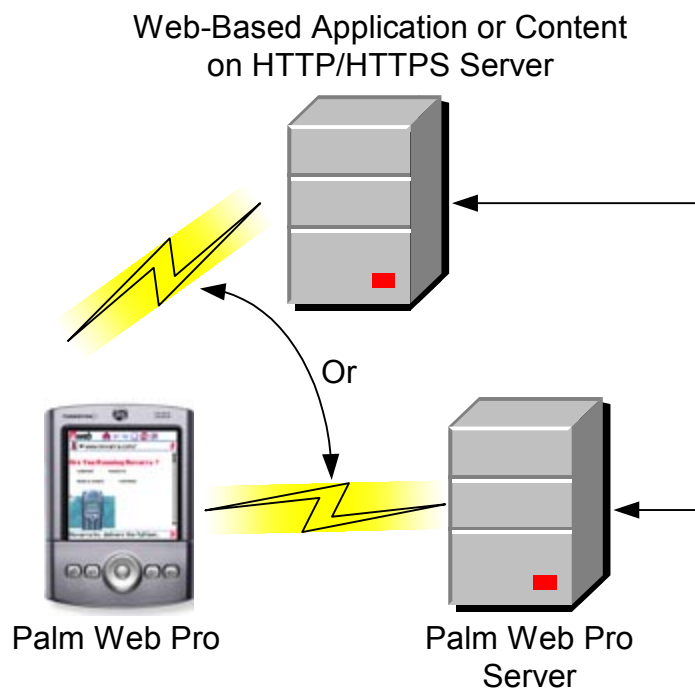 Web-Based Application or Content
on HTTP/HTTPS Server
Or
Palm Web Pro
Palm Web Pro
Server